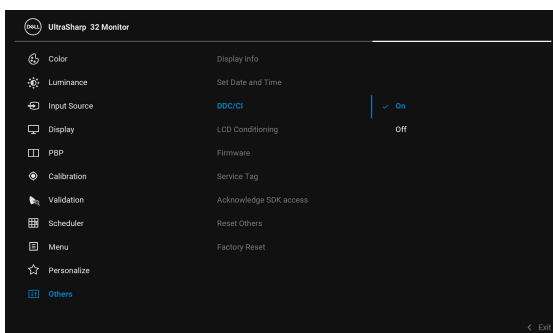 DELL UltraSharp 32 Monitor
Color
Display Info
Luminance
Set Date and Time
Input Source
DDC/CI
On
Display
LCD Conditioning
Off
PBP
Firmware
Calibration
Service Tag
Validation
Acknowledge SDK access
Scheduler
Reset Others
Menu
Factory Reset
Personalize
Others
Exit